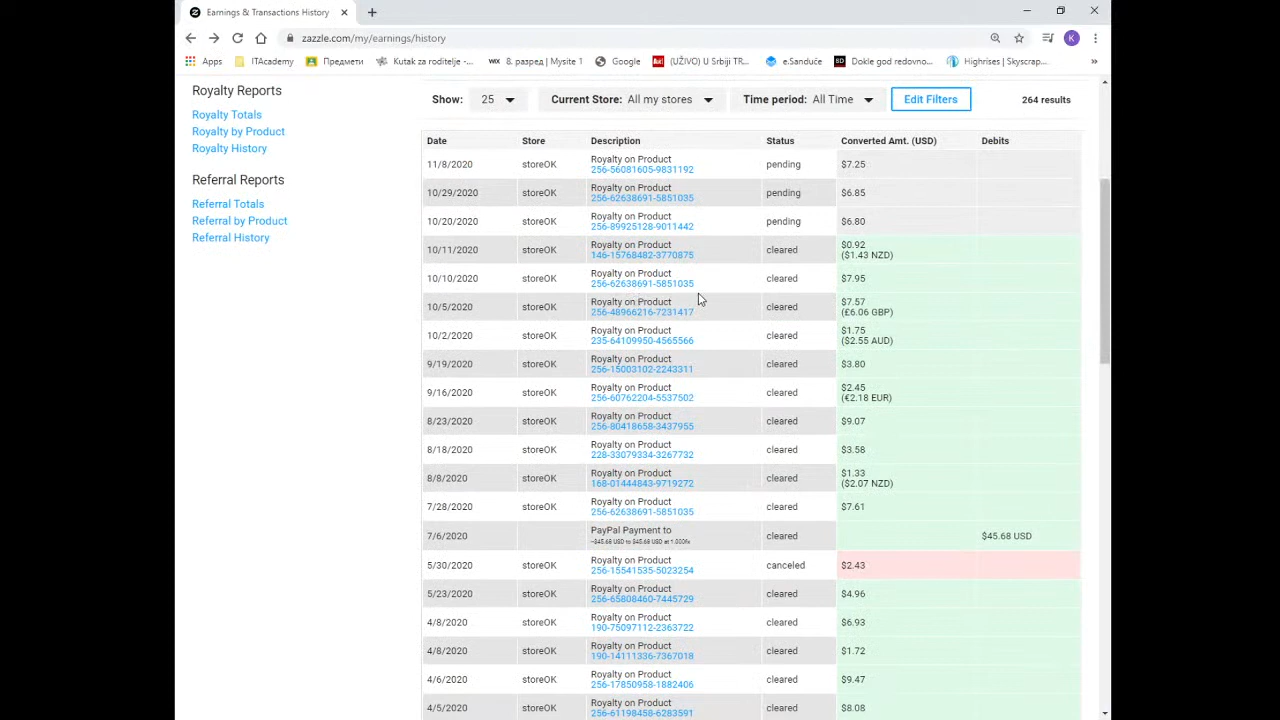 Earnings & Transactions History
zazzle.com/my/earnings/history
K
Apps ITAcademy Предмети Kutak za roditelje -... WIX 8. разред | Mysite 1 Google (UŽIVO) U Srbiji TR... e.Sanduče Dokle god redovno... Highrises | Skyscrap... »
Royalty Reports
Royalty Totals
Royalty by Product
Royalty History
Referral Reports
Referral Totals
Referral by Product
Referral History
Show: 25 Current Store: All my stores Time period: All Time Edit Filters 264 results
Date Store Description Status Converted Amt. (USD) Debits
11/8/2020 storeOK Royalty on Product pending $7.25
256-56081605-9831192
10/29/2020 storeOK Royalty on Product pending $6.85
256-62638691-5851035
10/20/2020 storeOK Royalty on Product pending $6.80
256-89925128-9011442
10/11/2020 storeOK Royalty on Product cleared $0.92
146-15768482-3770875 ($1.43 NZD)
10/10/2020 storeOK Royalty on Product cleared $7.95
256-62638691-5851035
10/5/2020 storeOK Royalty on Product cleared $7.57
256-48966216-7231417 (£6.06 GBP)
10/2/2020 storeOK Royalty on Product cleared $1.75
235-64109950-4565566 ($2.55 AUD)
9/19/2020 storeOK Royalty on Product cleared $3.80
256-15003102-2243311
9/16/2020 storeOK Royalty on Product cleared $2.45
256-60762204-5537502 (€2.18 EUR)
8/23/2020 storeOK Royalty on Product cleared $9.07
256-80418658-3437955
8/18/2020 storeOK Royalty on Product cleared $3.58
228-33079334-3267732
8/8/2020 storeOK Royalty on Product cleared $1.33
168-01444843-9719272 ($2.07 NZD)
7/28/2020 storeOK Royalty on Product cleared $7.61
256-62638691-5851035
7/6/2020 PayPal Payment to cleared $45.68 USD
-$45.68 USD to $45.68 USD at 1.000fx
5/30/2020 storeOK Royalty on Product canceled $2.43
256-15541535-5023254
5/23/2020 storeOK Royalty on Product cleared $4.96
256-65808460-7445729
4/8/2020 storeOK Royalty on Product cleared $6.93
190-75097112-2363722
4/8/2020 storeOK Royalty on Product cleared $1.72
190-14111336-7367018
4/6/2020 storeOK Royalty on Product cleared $9.47
256-17850958-1882406
4/5/2020 storeOK Royalty on Product cleared $8.08
256-61198458-6283591